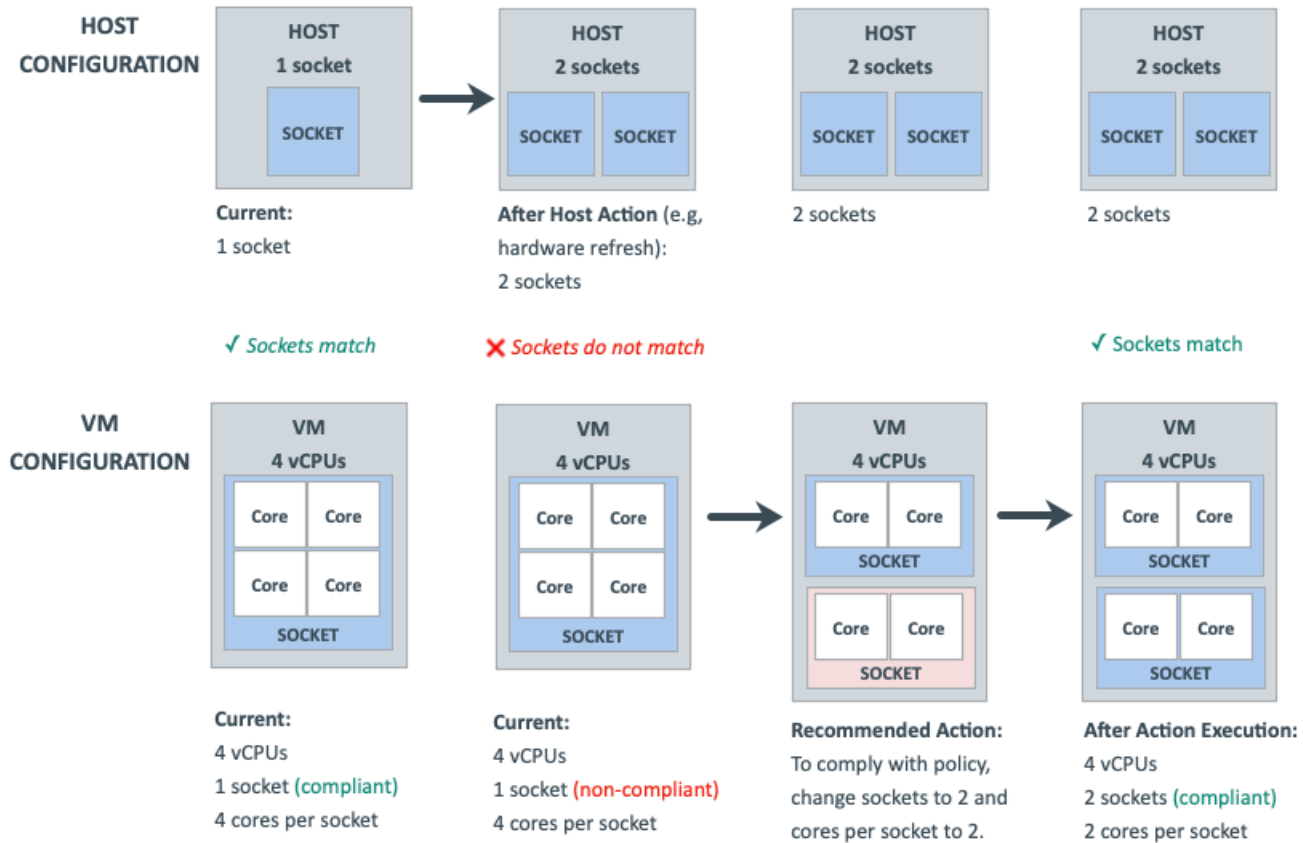 HOST
CONFIGURATION
HOST
1 socket
SOCKET
Current:
1 socket
HOST
2 sockets
SOCKET
SOCKET
After Host Action (e.g,
hardware refresh):
2 sockets
HOST
2 sockets
SOCKET
SOCKET
2 sockets
HOST
2 sockets
SOCKET
SOCKET
2 sockets
✓ Sockets match
✗ Sockets do not match
✓ Sockets match
VM
CONFIGURATION
VM
4 vCPUs
Core
Core
Core
Core
SOCKET
Current:
4 vCPUs
1 socket (compliant)
4 cores per socket
VM
4 vCPUs
Core
Core
Core
Core
SOCKET
Current:
4 vCPUs
1 socket (non-compliant)
4 cores per socket
VM
4 vCPUs
Core
Core
SOCKET
Core
Core
SOCKET
Recommended Action:
To comply with policy,
change sockets to 2 and
cores per socket to 2.
VM
4 vCPUs
Core
Core
SOCKET
Core
Core
SOCKET
After Action Execution:
4 vCPUs
2 sockets (compliant)
2 cores per socket